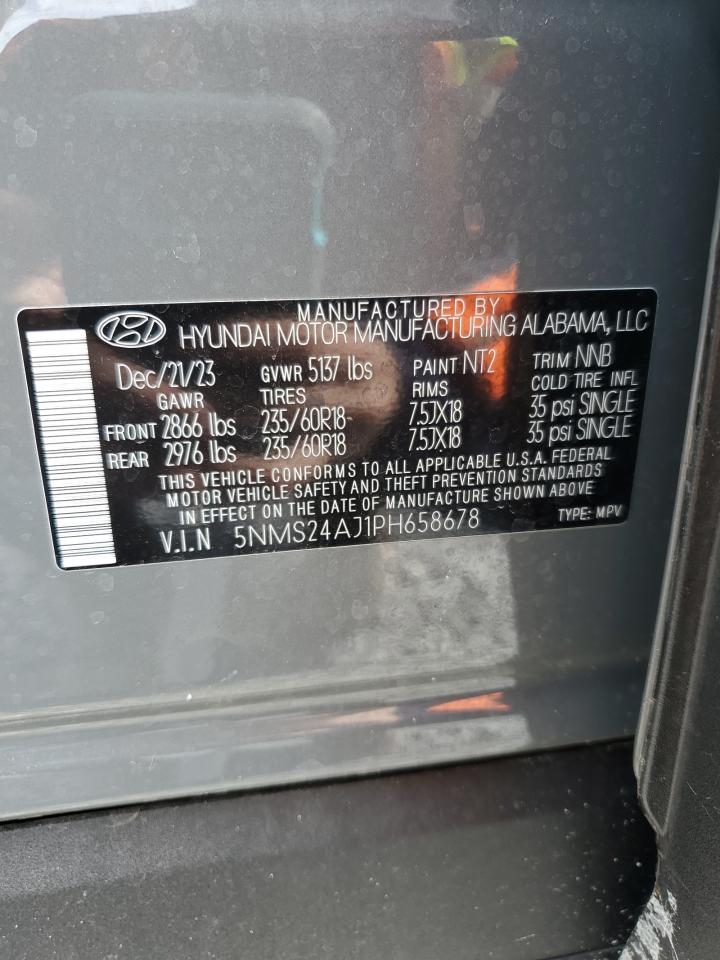 MANUFACTURED BY
HYUNDAI MOTOR MANUFACTURING ALABAMA, LLC
Dec/21/23 GVWR 5137 lbs PAINT NT2 TRIM NNB
GAWR TIRES RIMS COLD TIRE INFL
FRONT 2866 lbs 235/60R18 7.5JX18 35 psi SINGLE
REAR 2976 lbs 235/60R18 7.5JX18 35 psi SINGLE
THIS VEHICLE CONFORMS TO ALL APPLICABLE U.S.A. FEDERAL
MOTOR VEHICLE SAFETY AND THEFT PREVENTION STANDARDS
IN EFFECT ON THE DATE OF MANUFACTURE SHOWN ABOVE
V.I.N 5NMS24AJ1PH658678 TYPE: MPV